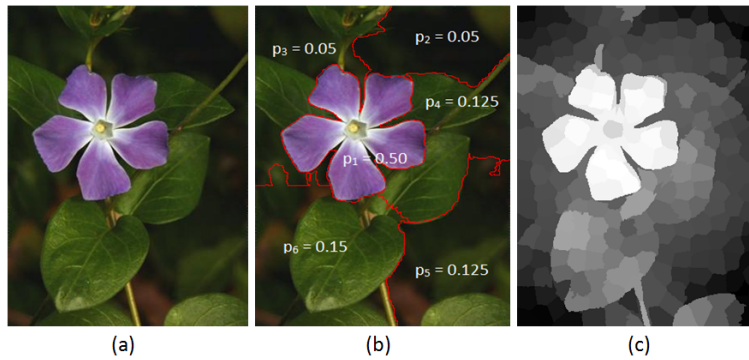 p₃ = 0.05
p₂ = 0.05
p₄ = 0.125
p₁ = 0.50
p₆ = 0.15
p₅ = 0.125
(a)
(b)
(c)